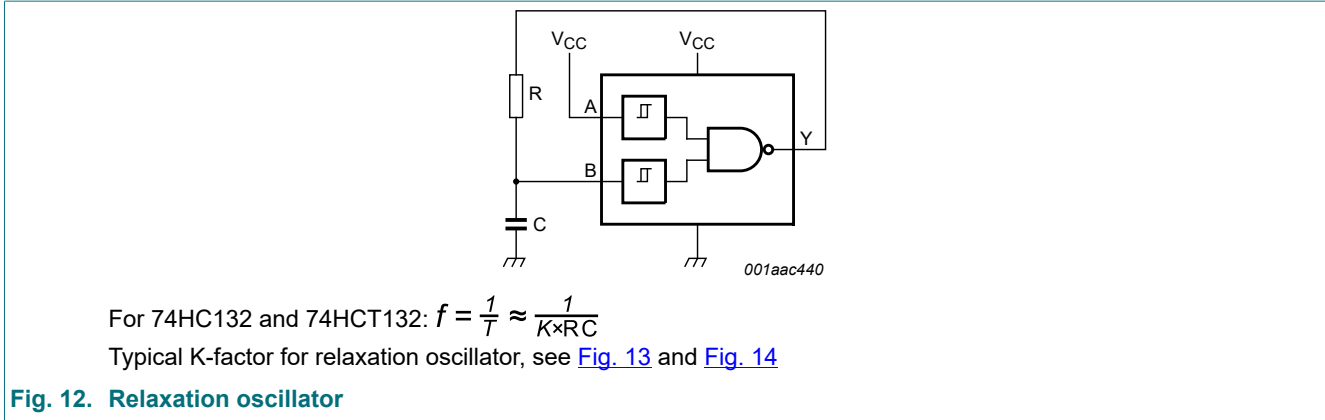 VCC VCC
R
A
Y
B
C
001aac440
For 74HC132 and 74HCT132: f = 1/T ≈ 1/K×RC
Typical K-factor for relaxation oscillator, see Fig. 13 and Fig. 14
Fig. 12. Relaxation oscillator